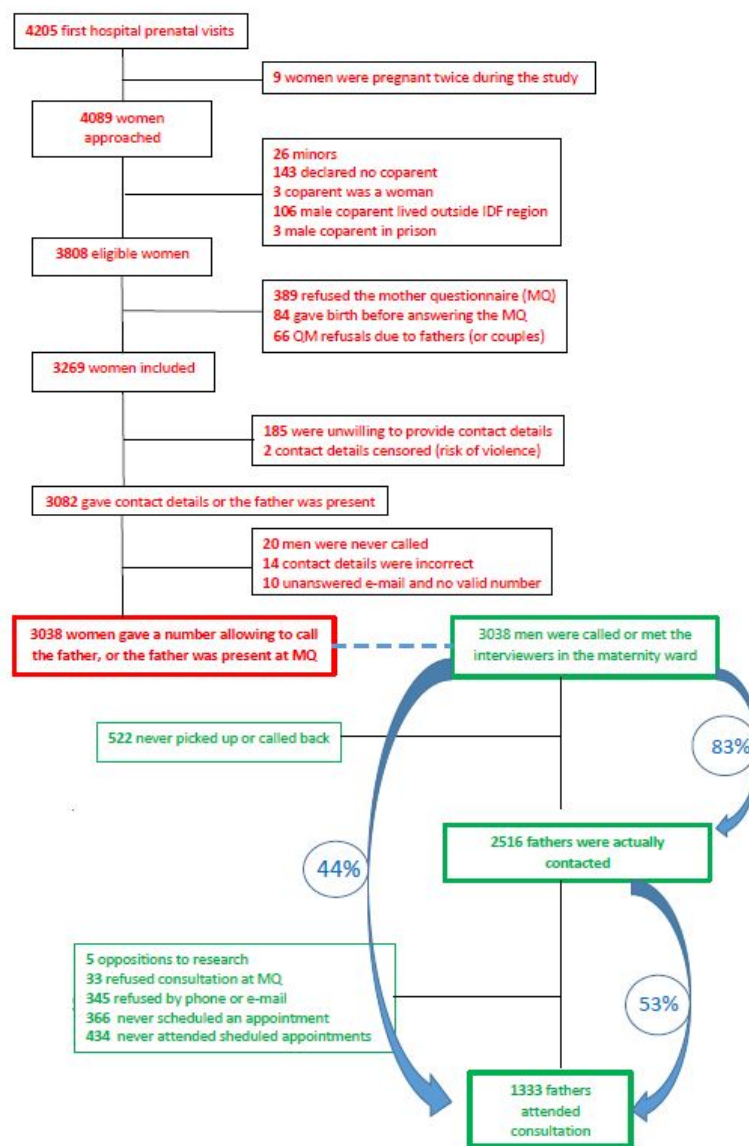 4205 first hospital prenatal visits
9 women were pregnant twice during the study
4089 women
approached
26 minors
143 declared no coparent
3 coparent was a woman
106 male coparent lived outside IDF region
3 male coparent in prison
3808 eligible women
389 refused the mother questionnaire (MQ)
84 gave birth before answering the MQ
66 QM refusals due to fathers (or couples)
3269 women included
185 were unwilling to provide contact details
2 contact details censored (risk of violence)
3082 gave contact details or the father was present
20 men were never called
14 contact details were incorrect
10 unanswered e-mail and no valid number
3038 women gave a number allowing to call
the father, or the father was present at MQ
3038 men were called or met the
interviewers in the maternity ward
522 never picked up or called back
83%
2516 fathers were actually
contacted
44%
5 oppositions to research
33 refused consultation at MQ
345 refused by phone or e-mail
366 never scheduled an appointment
434 never attended sheduled appointments
53%
1333 fathers
attended
consultation